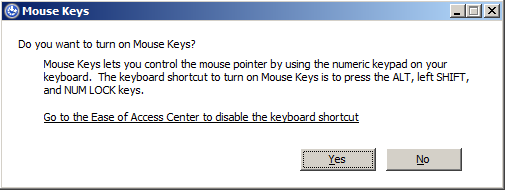 Mouse Keys
Do you want to turn on Mouse Keys?
Mouse Keys lets you control the mouse pointer by using the numeric keypad on your
keyboard.  The keyboard shortcut to turn on Mouse Keys is to press the ALT, left SHIFT,
and NUM LOCK keys.
Go to the Ease of Access Center to disable the keyboard shortcut
Yes No